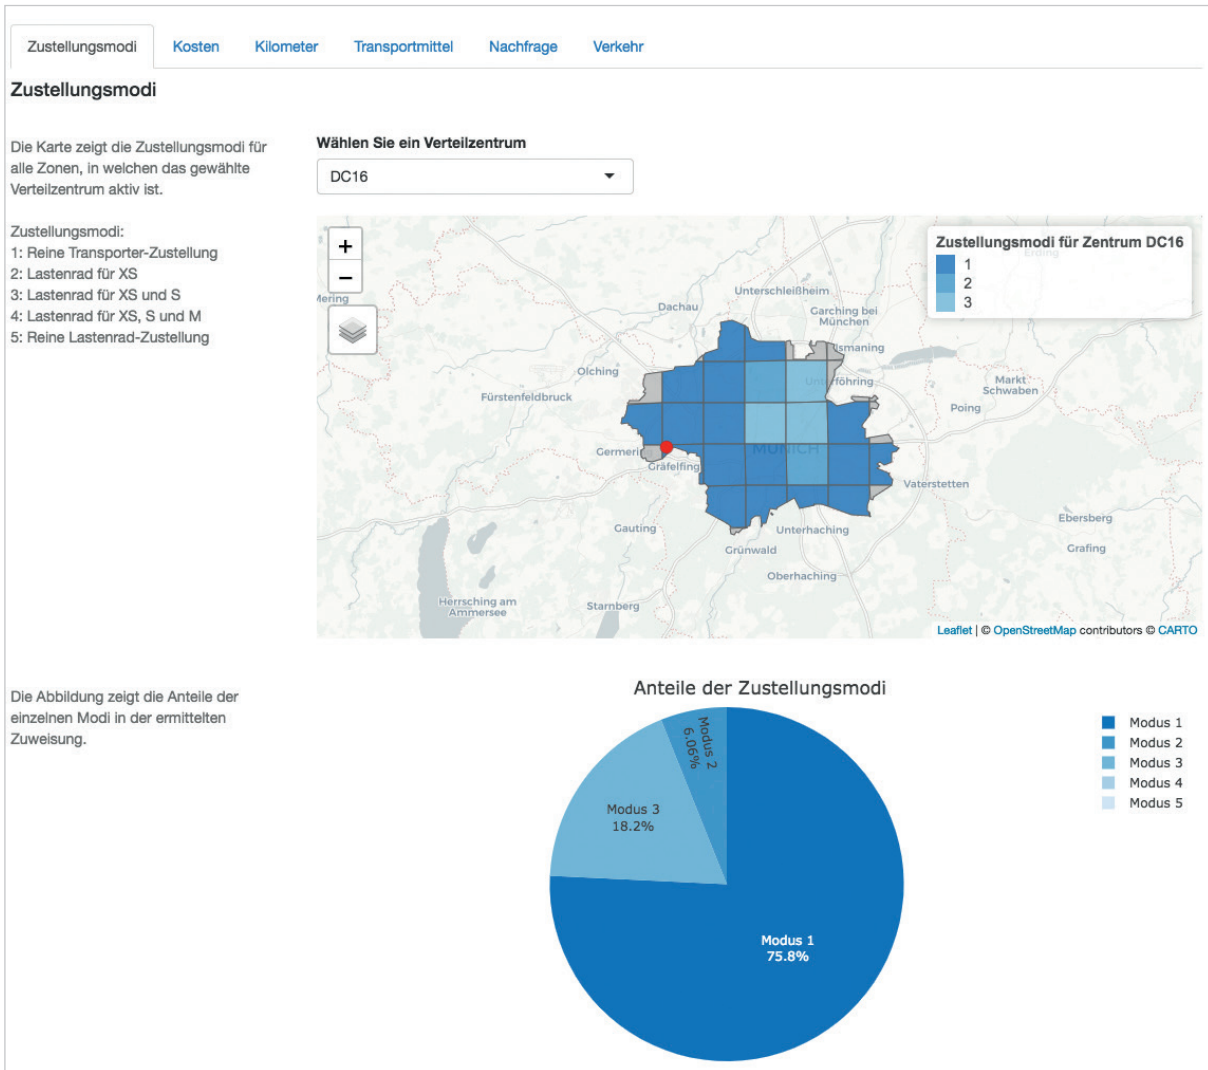 Zustellungsmodi
Kosten
Kilometer
Transportmittel
Nachfrage
Verkehr
Zustellungsmodi
Die Karte zeigt die Zustellungsmodi für
alle Zonen, in welchen das gewählte
Verteilzentrum aktiv ist.
Zustellungsmodi:
1: Reine Transporter-Zustellung
2: Lastenrad für XS
3: Lastenrad für XS und S
4: Lastenrad für XS, S und M
5: Reine Lastenrad-Zustellung
Wählen Sie ein Verteilzentrum
DC16
+
−
Zustellungsmodi für Zentrum DC16
1
2
3
Erding
Mering
Dachau
Unterschleißheim
Garching bei
München
Ismaning
Olching
Unterföhring
Fürstenfeldbruck
Markt
Schwaben
Poing
Germering
MUNICH
Gräfelfing
Vaterstetten
Gauting
Unterhaching
Ebersberg
Grünwald
Grafing
Oberhaching
Herrsching am
Ammersee
Starnberg
Leaflet | © OpenStreetMap contributors © CARTO
Die Abbildung zeigt die Anteile der
einzelnen Modi in der ermittelten
Zuweisung.
Anteile der Zustellungsmodi
Modus 2
6.06%
Modus 3
18.2%
Modus 1
75.8%
Modus 1
Modus 2
Modus 3
Modus 4
Modus 5